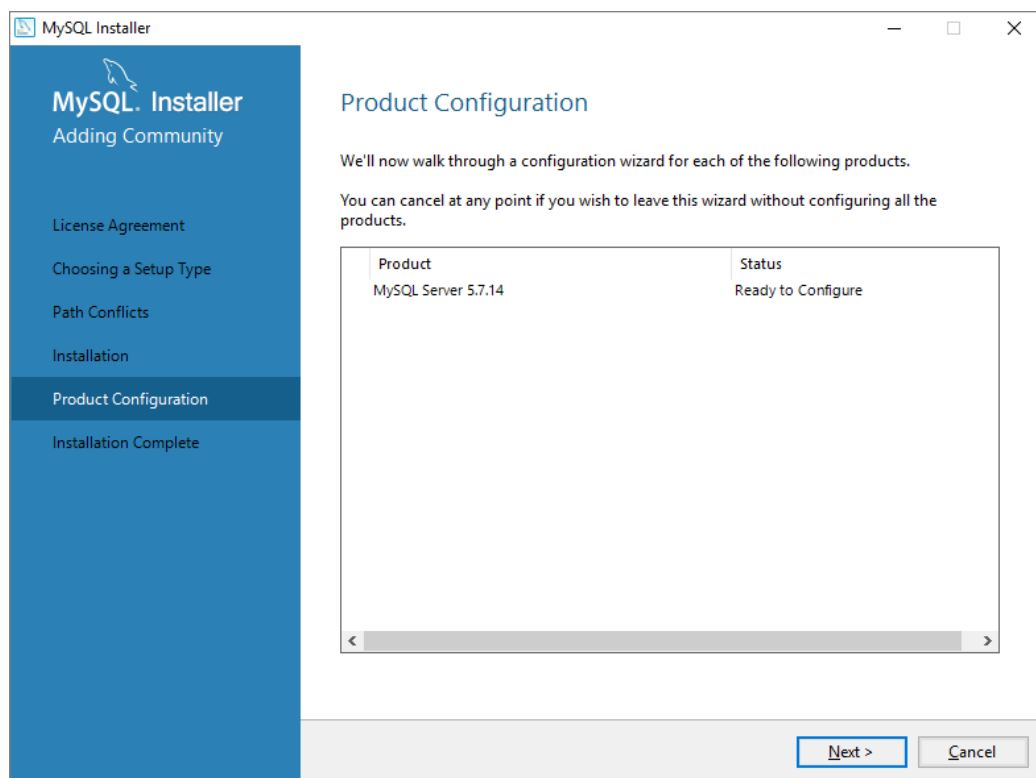 MySQL Installer
MySQL. Installer
Adding Community
License Agreement
Choosing a Setup Type
Path Conflicts
Installation
Product Configuration
Installation Complete
Product Configuration
We'll now walk through a configuration wizard for each of the following products.
You can cancel at any point if you wish to leave this wizard without configuring all the
products.
Product Status
MySQL Server 5.7.14 Ready to Configure
Next > Cancel